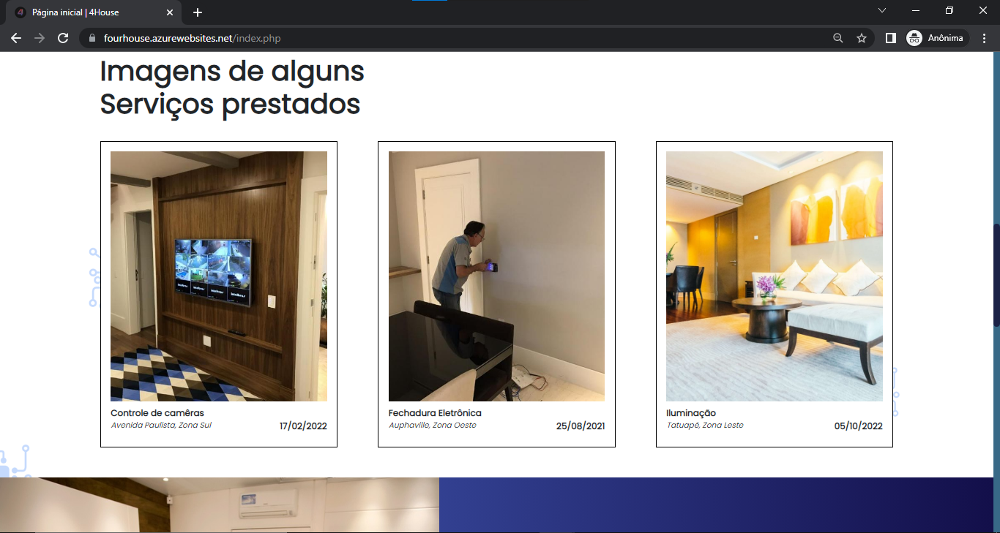 Página inicial | 4House
fourhouse.azurewebsites.net/index.php
Anônima
Imagens de alguns
Serviços prestados
Controle de camêras
Avenida Paulista, Zona Sul
17/02/2022
Fechadura Eletrônica
Auphaville, Zona Oeste
25/08/2021
Iluminação
Tatuapé, Zona Leste
05/10/2022